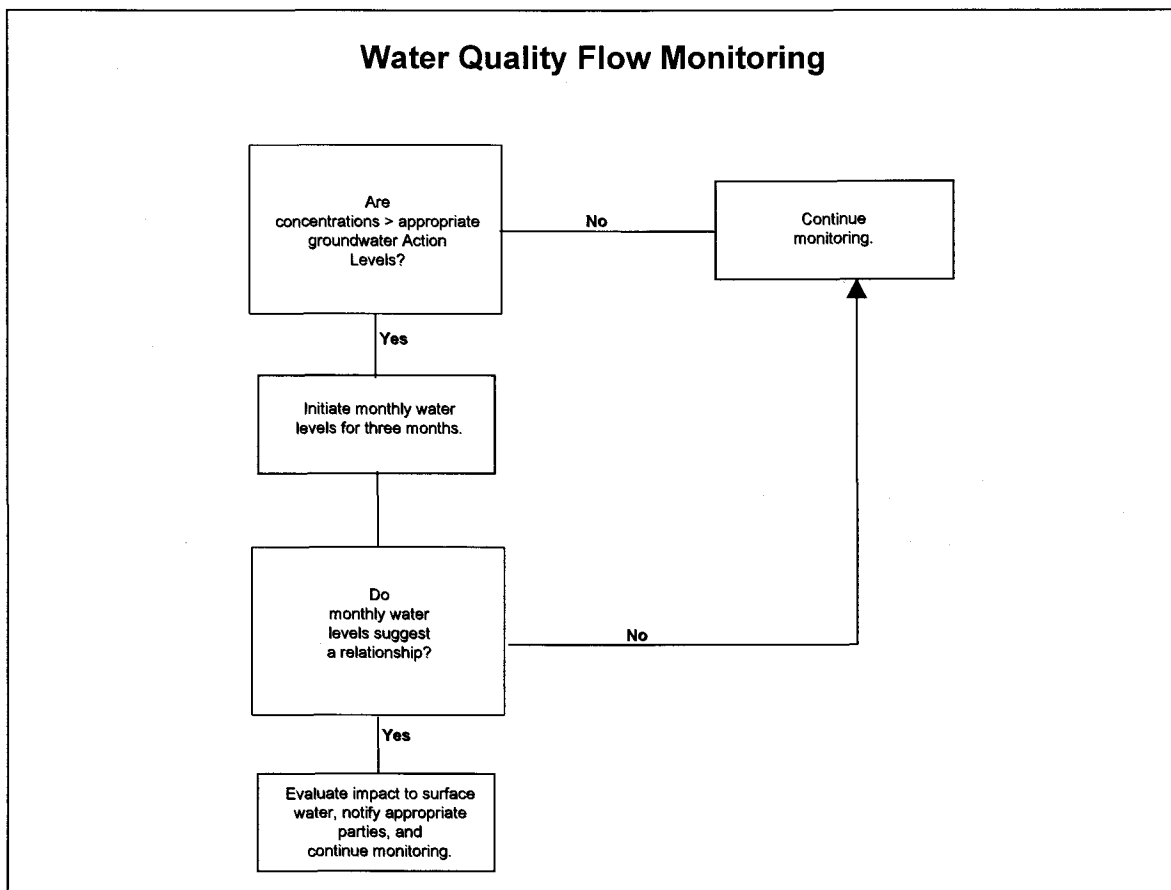 Water Quality Flow Monitoring
Are
concentrations > appropriate
groundwater Action
Levels?
No
Continue
monitoring.
Yes
Initiate monthly water
levels for three months.
Do
monthly water
levels suggest
a relationship?
No
Yes
Evaluate impact to surface
water, notify appropriate
parties, and
continue monitoring.